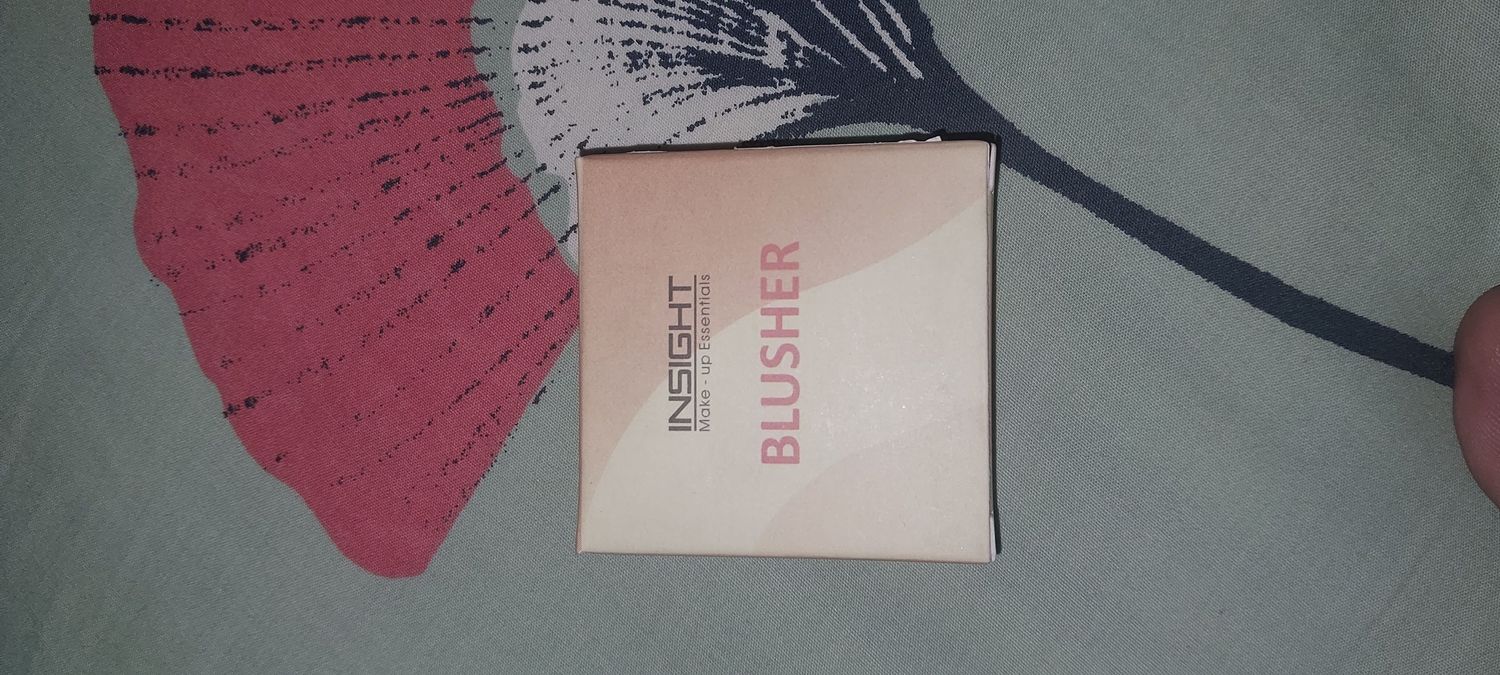 INSIGHT
Make - up Essentials
BLUSHER